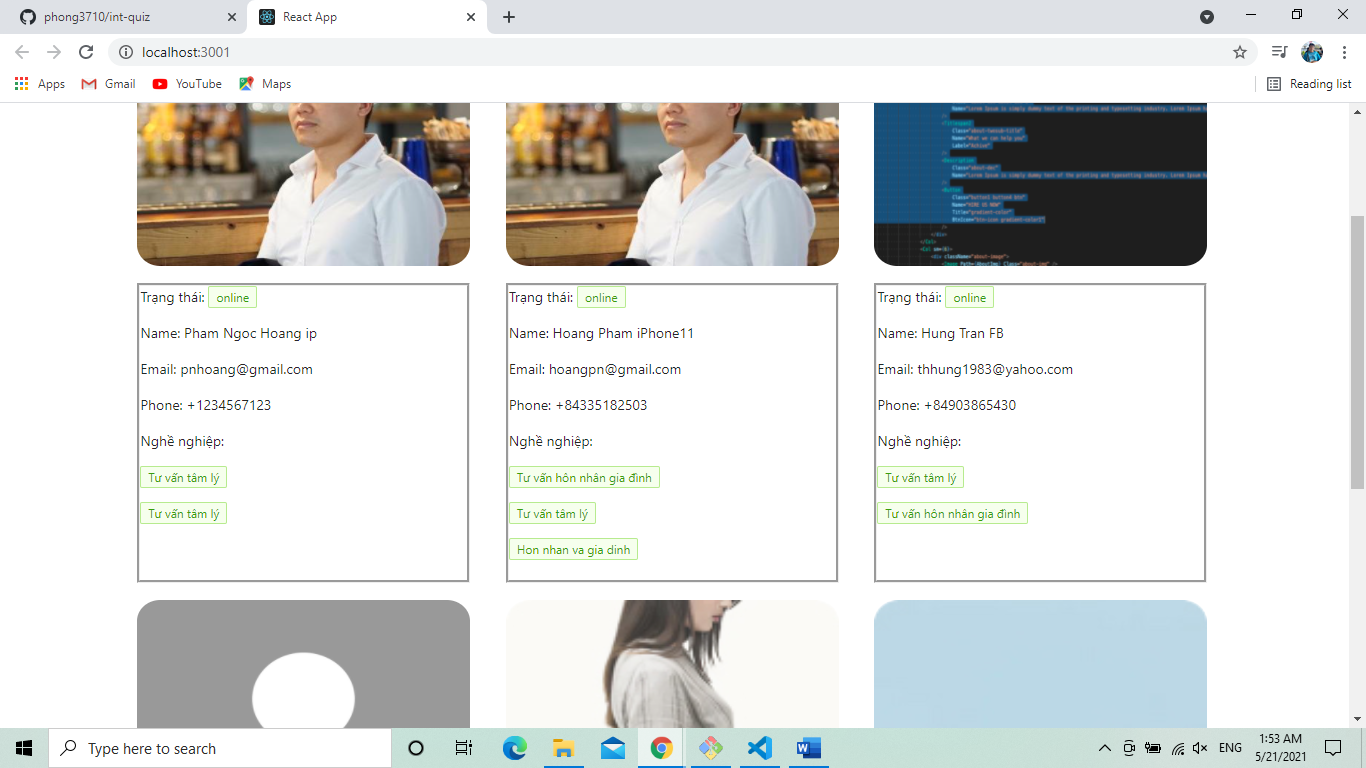 phong3710/int-quiz
React App
localhost:3001
Apps
Gmail
YouTube
Maps
Reading list
Trạng thái: online
Name: Pham Ngoc Hoang ip
Email: pnhoang@gmail.com
Phone: +1234567123
Nghề nghiệp:
Tư vấn tâm lý
Tư vấn tâm lý
Trạng thái: online
Name: Hoang Pham iPhone11
Email: hoangpn@gmail.com
Phone: +84335182503
Nghề nghiệp:
Tư vấn hôn nhân gia đình
Tư vấn tâm lý
Hon nhan va gia dinh
Trạng thái: online
Name: Hung Tran FB
Email: thhung1983@yahoo.com
Phone: +84903865430
Nghề nghiệp:
Tư vấn tâm lý
Tư vấn hôn nhân gia đình
Type here to search
ENG
1:53 AM
5/21/2021